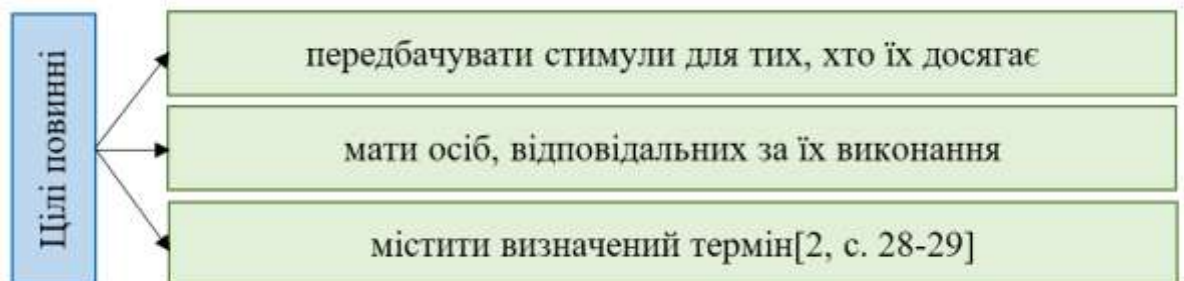 Цілі повинні
передбачувати стимули для тих, хто їх досягає
мати осіб, відповідальних за їх виконання
містити визначений термін[2, с. 28-29]